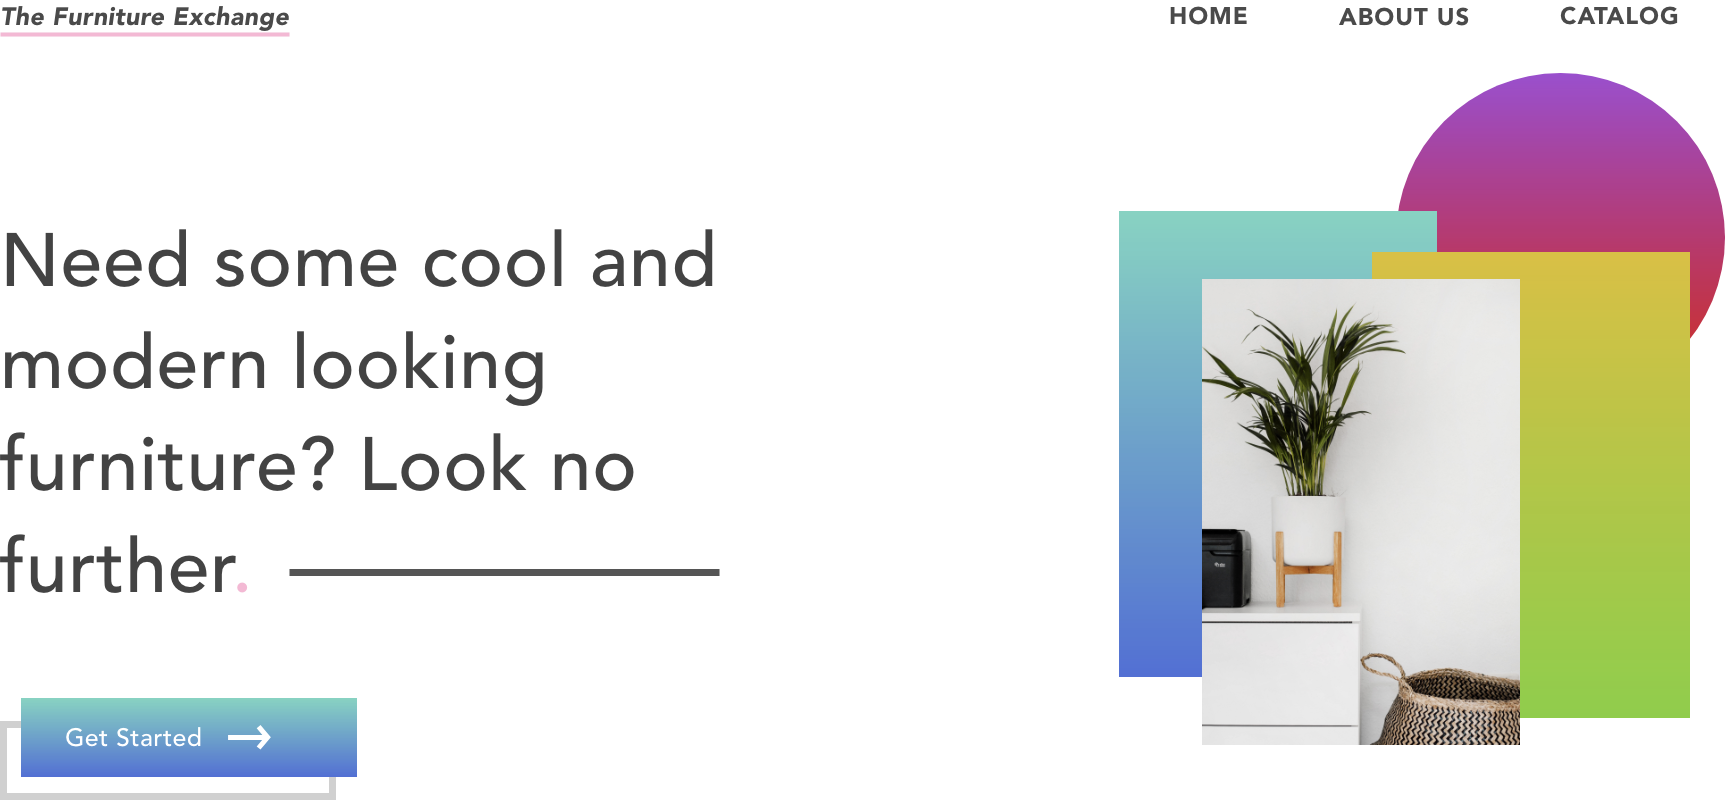 The Furniture Exchange
HOME
ABOUT US
CATALOG
Need some cool and
modern looking
furniture? Look no
further.
Get Started